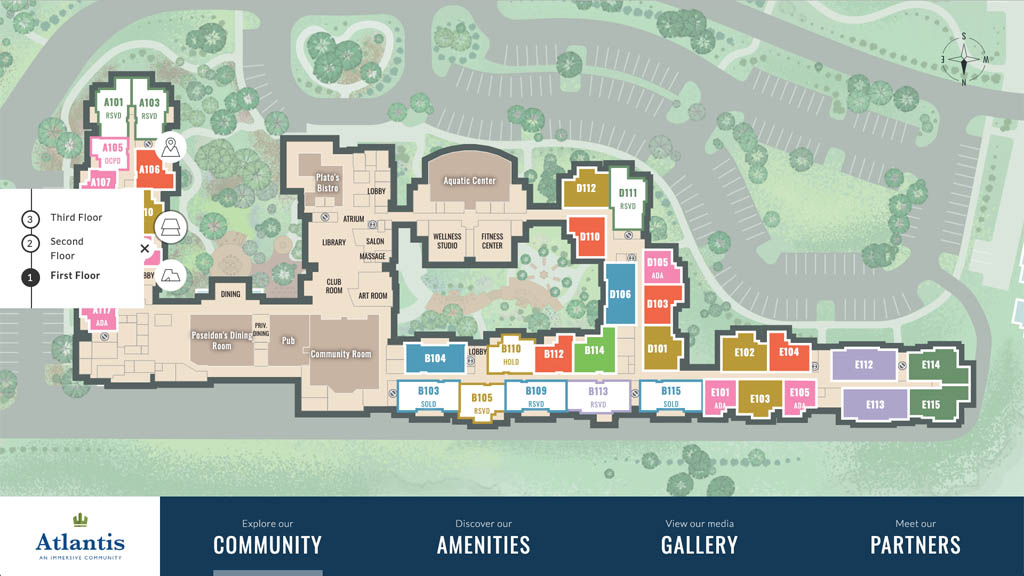 S
E
W
N
A101
RSVD
A103
RSVD
A105
OCPD
A106
A107
10
3
Third Floor
2
Second
Floor
1
First Floor
BY
A117
ADA
Plato's
Bistro
LOBBY
ATRIUM
LIBRARY
SALON
MASSAGE
CLUB
ROOM
ART ROOM
DINING
PRIV.
DINING
Poseidon's Dining
Room
Pub
Community Room
Aquatic Center
WELLNESS
STUDIO
FITNESS
CENTER
D112
D111
RSVD
D110
D105
ADA
D106
D103
D101
B104
LOBBY
B110
HOLD
B112
B114
B103
SOLD
B105
RSVD
B109
RSVD
B113
RSVD
B115
SOLD
E102
E104
E112
E114
E101
ADA
E103
E105
ADA
E113
E115
Atlantis
AN IMMERSIVE COMMUNITY
Explore our
COMMUNITY
Discover our
AMENITIES
View our media
GALLERY
Meet our
PARTNERS